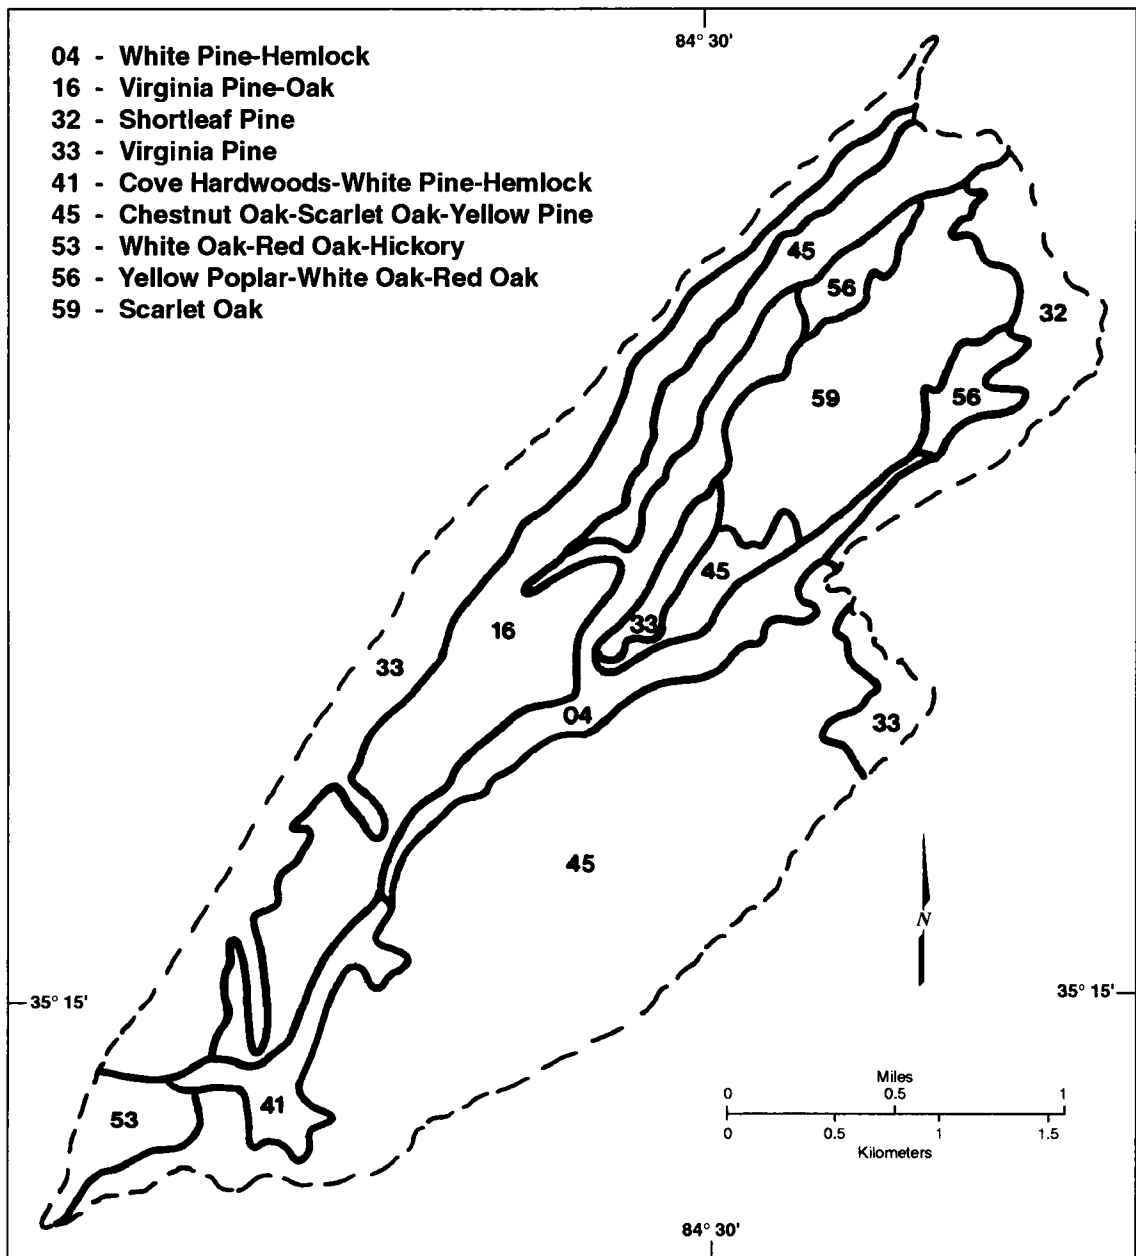 84° 30'
04 - White Pine-Hemlock
16 - Virginia Pine-Oak
32 - Shortleaf Pine
33 - Virginia Pine
41 - Cove Hardwoods-White Pine-Hemlock
45 - Chestnut Oak-Scarlet Oak-Yellow Pine
53 - White Oak-Red Oak-Hickory
56 - Yellow Poplar-White Oak-Red Oak
59 - Scarlet Oak
45
56
32
59
56
45
33
16
33
04
33
45
N
35° 15'
35° 15'
Miles
0 0.5 1
41
53
0 0.5 1 1.5
Kilometers
84° 30'